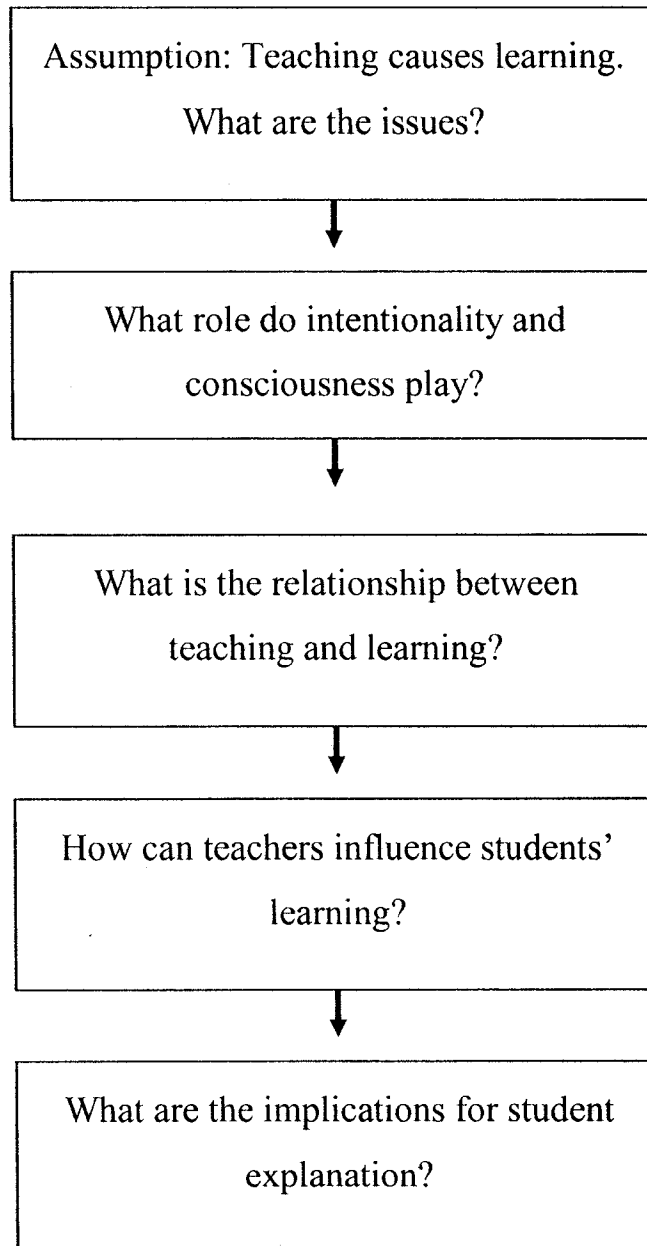 Assumption: Teaching causes learning.
What are the issues?
What role do intentionality and
consciousness play?
What is the relationship between
teaching and learning?
How can teachers influence students’
learning?
What are the implications for student
explanation?